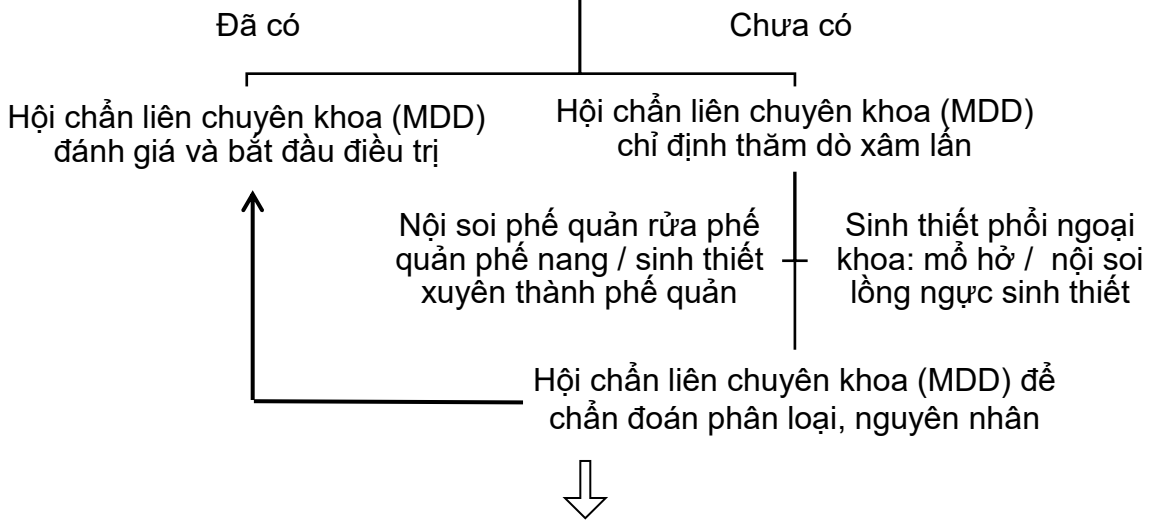 Đã có
Chưa có
Hội chẩn liên chuyên khoa (MDD)
đánh giá và bắt đầu điều trị
Hội chẩn liên chuyên khoa (MDD)
chỉ định thăm dò xâm lấn
Nội soi phế quản rửa phế
quản phế nang / sinh thiết
xuyên thành phế quản
Sinh thiết phổi ngoại
khoa: mổ hở / nội soi
lồng ngực sinh thiết
Hội chẩn liên chuyên khoa (MDD) để
chẩn đoán phân loại, nguyên nhân